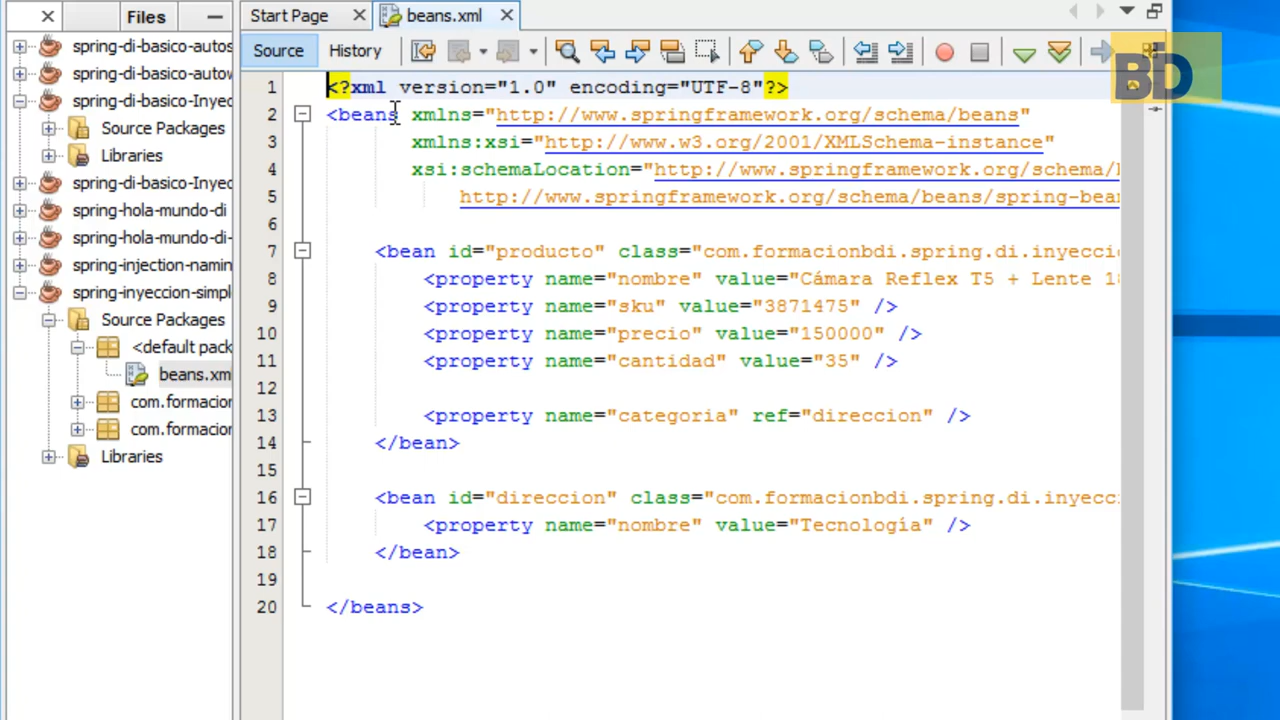 Files
Start Page
beans.xml
Source
History
BD
spring-di-basico-autos
spring-di-basico-autow
spring-di-basico-Inyec
Source Packages
Libraries
spring-di-basico-Inyec
spring-hola-mundo-di
spring-hola-mundo-di-
spring-injection-namin
spring-inyeccion-simpl
Source Packages
<default pack
beans.xm
com.formacion
com.formacion
Libraries
1 <?xml version="1.0" encoding="UTF-8"?>
2 <beans xmlns="http://www.springframework.org/schema/beans"
3 xmlns:xsi="http://www.w3.org/2001/XMLSchema-instance"
4 xsi:schemaLocation="http://www.springframework.org/schema/
5 http://www.springframework.org/schema/beans/spring-bean
6
7 <bean id="producto" class="com.formacionbdi.spring.di.inyecci
8 <property name="nombre" value="Cámara Reflex T5 + Lente 18
9 <property name="sku" value="3871475" />
10 <property name="precio" value="150000" />
11 <property name="cantidad" value="35" />
12
13 <property name="categoria" ref="direccion" />
14 </bean>
15
16 <bean id="direccion" class="com.formacionbdi.spring.di.inyecc
17 <property name="nombre" value="Tecnología" />
18 </bean>
19
20 </beans>